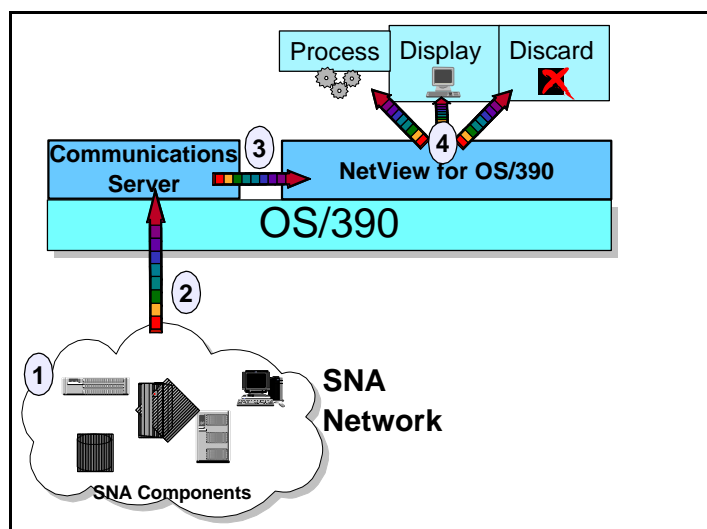 Process
Display
Discard
4
Communications
Server
3
NetView for OS/390
OS/390
2
1
SNA
Network
SNA Components